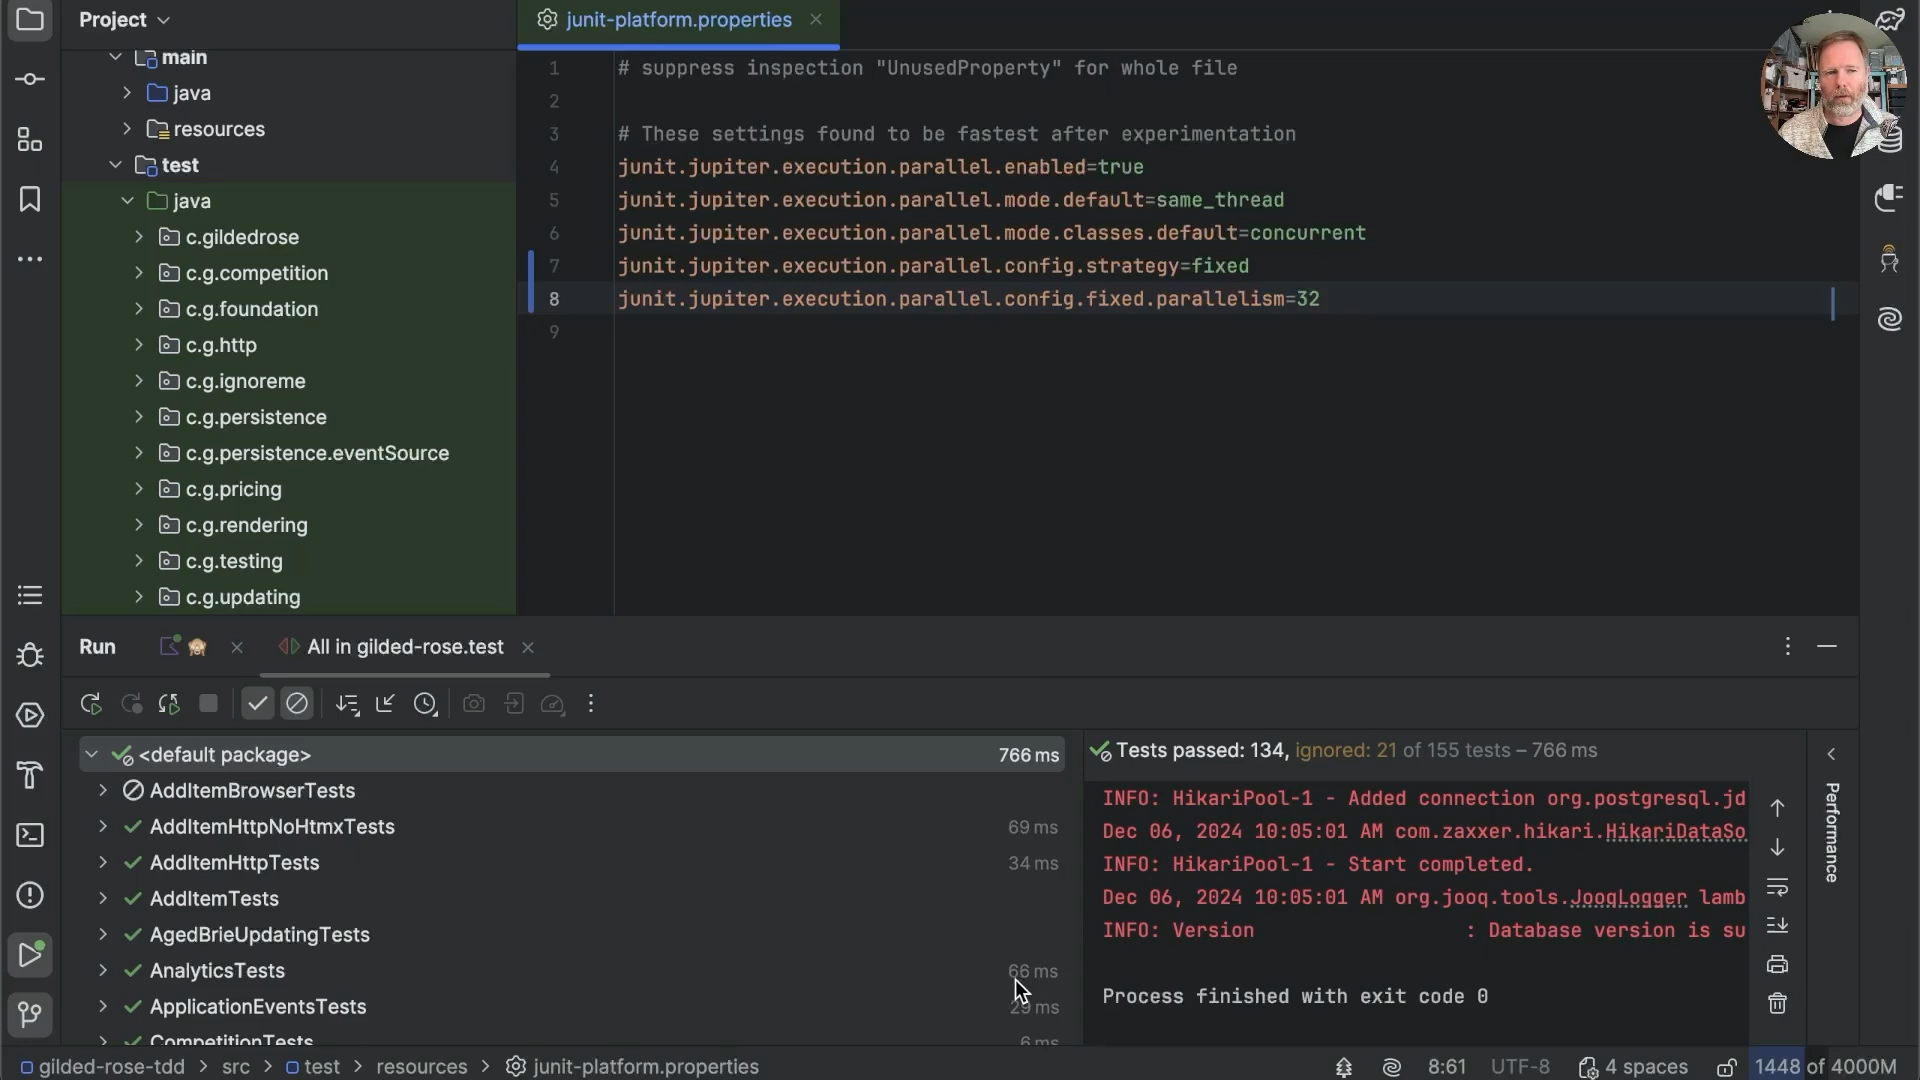 Project
junit-platform.properties
main
java
resources
test
java
c.gildedrose
c.g.competition
c.g.foundation
c.g.http
c.g.ignoreme
c.g.persistence
c.g.persistence.eventSource
c.g.pricing
c.g.rendering
c.g.testing
c.g.updating
1 # suppress inspection "UnusedProperty" for whole file
2
3 # These settings found to be fastest after experimentation
4 junit.jupiter.execution.parallel.enabled=true
5 junit.jupiter.execution.parallel.mode.default=same_thread
6 junit.jupiter.execution.parallel.mode.classes.default=concurrent
7 junit.jupiter.execution.parallel.config.strategy=fixed
8 junit.jupiter.execution.parallel.config.fixed.parallelism=32
9
Run
All in gilded-rose.test
<default package> 766 ms
AddItemBrowserTests
AddItemHttpNoHtmxTests 69 ms
AddItemHttpTests 34 ms
AddItemTests
AgedBrieUpdatingTests
AnalyticsTests 66 ms
ApplicationEventsTests 29 ms
CompetitionTests 6 ms
Tests passed: 134, ignored: 21 of 155 tests – 766 ms
INFO: HikariPool-1 - Added connection org.postgresql.jd
Dec 06, 2024 10:05:01 AM com.zaxxer.hikari.HikariDataSo
INFO: HikariPool-1 - Start completed.
Dec 06, 2024 10:05:01 AM org.jooq.tools.JooqLogger lamb
INFO: Version : Database version is su
Process finished with exit code 0
Performance
gilded-rose-tdd > src > test > resources > junit-platform.properties
8:61 UTF-8 4 spaces 1448 of 4000M